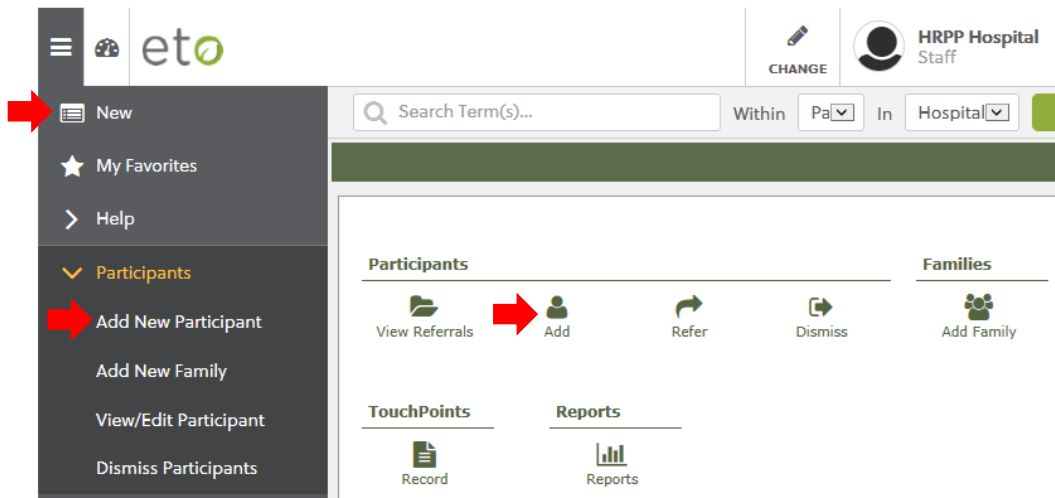 eto
CHANGE
HRPP Hospital
Staff
New
My Favorites
Help
Participants
Add New Participant
Add New Family
View/Edit Participant
Dismiss Participants
Search Term(s)...
Within
Pa
In
Hospital
Participants
View Referrals
Add
Refer
Dismiss
Families
Add Family
TouchPoints
Record
Reports
Reports